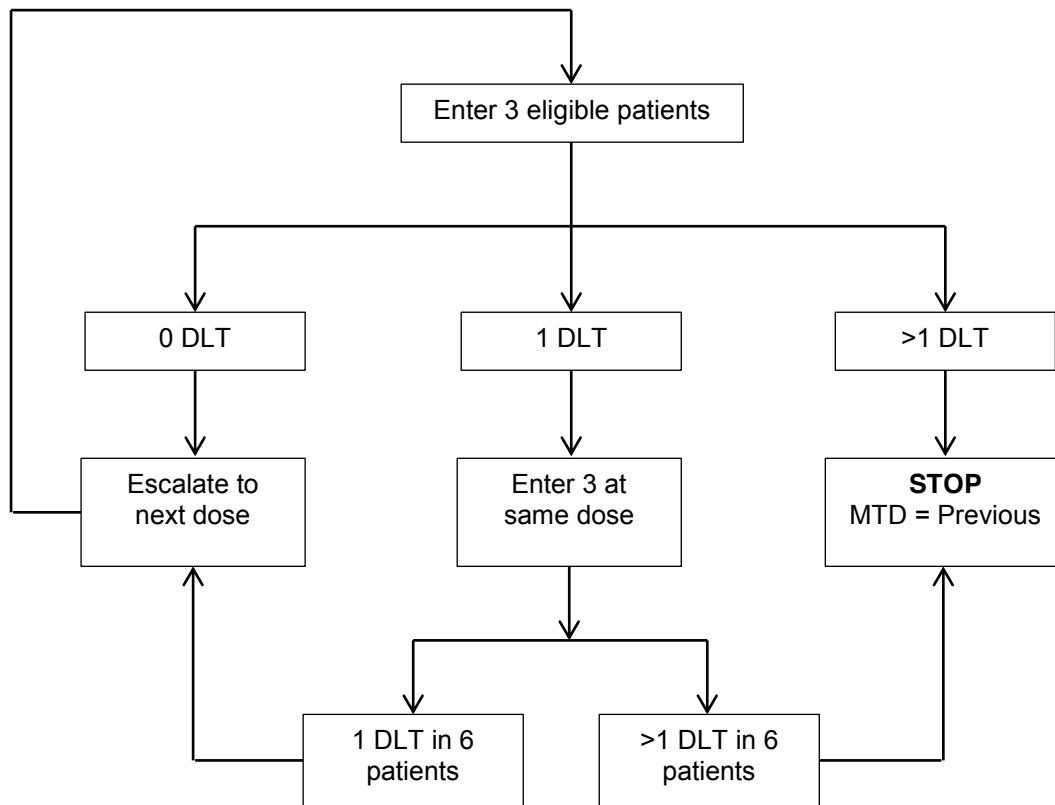 Enter 3 eligible patients
0 DLT
1 DLT
>1 DLT
Escalate to
next dose
Enter 3 at
same dose
STOP
MTD = Previous
1 DLT in 6
patients
>1 DLT in 6
patients